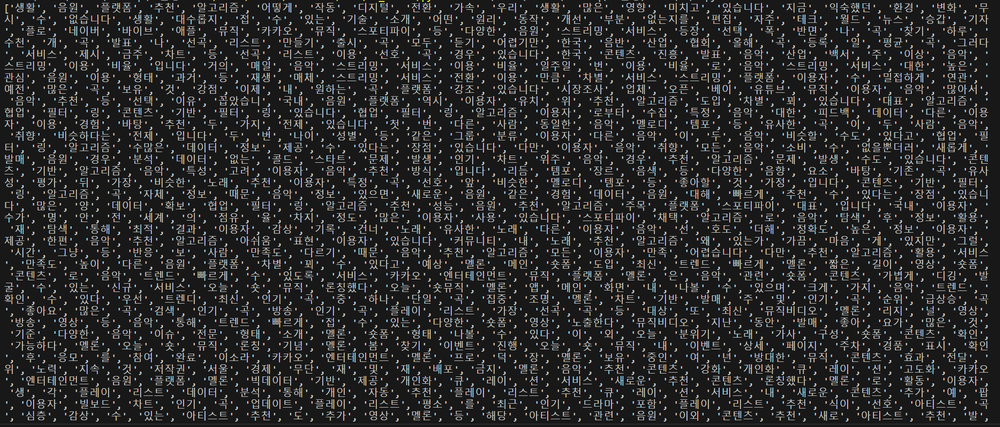 ['생활', '음원', '플랫폼', '추천', '알고리즘', '어떻게', '작동', '디지털', '전환', '가속', '우리', '생활', '많은', '영향', '미치고', '있습니다', '지금', '익숙했던', '환경', '변화', '무
시', '수', '없습니다', '생활', '대수롭지', '접', '수', '있는', '기술', '소개', '어떤', '원리', '동작', '개선', '부분', '없는지를', '편집', '자주', '테크', '월드', '뉴스', '승갑', '기자
', '플로', '네이버', '바이브', '애플', '뮤직', '카카오', '뮤직', '스포티파이', '등', '다양한', '음원', '스트리밍', '서비스', '등장', '선택', '폭', '반면', '나', '곡', '찾기', '하루', '
수천', '개', '곡', '발표', '나', '선곡', '리스트', '만들기', '출시', '곡', '모두', '듣기', '어렵기만', '한국', '음반', '산업', '협회', '올해', '곡', '등록', '일', '평균', '곡', '그러다
', '서비스', '제시', '금주', '차트', '등', '선곡', '리스트', '이용', '선호', '곡', '경우', '있습니다', '한국', '콘텐츠', '진흥', '발표', '음악', '산업', '백서', '주', '이상', '음악', '
스트리밍', '이용', '비율', '입니다', '거의', '매일', '음악', '스트리밍', '서비스', '이용', '비율', '일주일', '번', '이용', '비율', '로', '음악', '스트리밍', '서비스', '대한', '높은', '
관심', '음원', '이용', '형태', '과거', '등', '재생', '매체', '스트리밍', '서비스', '전환', '이용', '만큼', '차별', '서비스', '스트리밍', '플랫폼', '이용자', '수', '밀접하게', '연관', '
예전', '많은', '곡', '보유', '것', '강점', '이제', '내', '원하는', '곡', '플랫폼', '강조', '있습니다', '시장조사', '업체', '오픈', '베이', '유튜브', '뮤직', '이용자', '음악', '많아서',
'음악', '추천', '등', '선택', '이유', '꼽았습니', '국내', '음원', '플랫폼', '역시', '이용자', '유치', '위', '추천', '알고리즘', '도입', '차별', '꾀', '있습니다', '대표', '알고리즘', '
협업', '필터', '링', '콘텐츠', '기반', '필터', '링', '있습니다', '협업', '필터', '링', '알고리즘', '이용자', '로부터', '수집', '특정', '음악', '대한', '피드백', '데이터', '다른', '이용
자', '이용', '경험', '바탕', '추천', '두', '가지', '전제', '있습니다', '첫', '번', '다른', '사람', '동일한', '음악', '멜로디', '템포', '등', '유사한', '곡', '이', '두', '사람', '음악',
'취향', '비슷하다는', '전제', '입니다', '두', '번', '나이', '성별', '등', '같은', '그룹', '분류', '이용자', '다른', '음악', '이', '두', '음악', '비슷할', '수도', '있다고', '협업', '필
터', '링', '알고리즘', '수많은', '데이터', '정보', '제공', '수', '있다는', '장점', '있습니다', '다만', '이용자', '음악', '취향', '모든', '음악', '소비', '수', '없을뿐더러', '새롭게', '
발매', '음원', '경우', '분석', '데이터', '없는', '콜드', '스타트', '문제', '발생', '인기', '차트', '위주', '음악', '경우', '추천', '알고리즘', '문제', '발생', '수도', '있습니다', '콘텐
츠', '기반', '알고리즘', '음악', '특성', '고려', '이용자', '음악', '추천', '방식', '입니다', '리듬', '템포', '장르', '음색', '등', '다양한', '음향', '요소', '바탕', '기존', '곡', '유사
성', '평가', '뒤', '가장', '비슷한', '노래', '추천', '이용자', '특정', '곡', '선호', '앞', '비슷한', '멜로디', '템포', '등', '좋아할', '것', '가정', '입니다', '콘텐츠', '기반', '필터',
'링', '알고리즘', '곡', '자체', '정보', '때문', '음악', '정보', '있으면', '새로운', '음원', '같은', '경험', '데이터', '음원', '대해', '빠르게', '추천', '수', '있다는', '장점', '있습니
다', '많은', '양', '데이터', '확보', '협업', '필터', '링', '알고리즘', '추천', '성능', '음원', '추천', '알고리즘', '주목', '플랫폼', '스포티파이', '대표', '입니다', '국내', '이용자', '
수가', '명', '안', '전', '세계', '의', '점유', '율', '차지', '정도', '많은', '이용자', '사용', '있습니다', '스포티파이', '채택', '알고리즘', '로', '음악', '탐색', '후', '정보', '활용',
'재', '탐색', '통해', '최적', '결과', '이용자', '감상', '기록', '건너', '노래', '유사한', '노래', '다른', '이용자', '음악', '선', '호도', '더해', '정확도', '높은', '정보', '이용자', '
제공', '한편', '음악', '추천', '알고리즘', '아쉬움', '표현', '이용자', '있습니다', '커뮤니티', '내', '노래', '추천', '알고리즘', '왜', '있는가', '가끔', '마음', '게', '있지만', '그럴',
'시간', '그냥', '등', '반응', '보', '사람', '만족도', '다르기', '때문', '음악', '추천', '알고리즘', '모든', '이용자', '만족', '어렵습니다', '다만', '추천', '알고리즘', '활용', '서비스
', '만족도', '높이', '다른', '음원', '플랫폼', '차별', '꾀', '수', '있다고', '예상', '멜론', '메인', '숏폼', '도입', '최신', '트렌드', '빠르게', '멜론', '짧은', '길이', '영상', '숏폼',
'콘텐츠', '로', '음악', '트렌드', '빠르게', '수', '있도록', '서비스', '카카오', '엔터테인먼트', '뮤직', '플랫폼', '멜론', '은', '음악', '관련', '숏폼', '콘텐츠', '가볍게', '디깅', '발
굴', '수', '있는', '신규', '서비스', '오늘', '숏', '뮤직', '론칭했다', '오늘', '숏뮤직', '멜론', '앱', '메인', '화면', '내', '나볼', '수', '있으며', '크게', '가지', '음악', '트렌드', '
확인', '수', '있다', '우선', '트렌디', '최신', '인기', '곡', '중', '하나', '단일', '곡', '집중', '조명', '멜론', '차트', '기반', '발매', '주', '및', '인기', '곡', '순위', '급상승', '곡
', '좋아요', '많은', '곡', '검색', '인기', '곡', '방송', '인기', '곡', '플레이', '리스트', '가장', '선곡', '곡', '등', '대상', '또', '최신', '뮤직비디오', '멜론', '리지', '널', '영상',
'방송', '영상', '등', '음악', '통해', '트렌드', '빠르게', '접', '수', '있는', '다양한', '숏폼', '영상', '노출한다', '뮤직비디오', '지난', '동안', '발매', '좋아', '요가', '많은', '것',
'기준', '다양한', '음악', '이슈', '전문', '형태', '소개', '멜론', '숏폼', '형태', '나볼', '수', '있다', '이', '외', '오늘', '분위기', '노래', '가사', '구성', '숏폼', '콘텐츠', '확인',
'가능하다', '멜론', '오늘', '숏', '뮤직', '론칭', '기념', '멜론', '봄', '찾기', '이벤트', '진행', '오늘', '숏', '뮤직', '내', '이벤트', '상세', '페이지', '주차', '경품', '표시', '확인
', '후', '응모', '를', '참여', '완료', '이소라', '카카오', '엔터테인먼트', '멜론', '프로', '덕', '장', '멜론', '보유', '중인', '여', '년', '방대한', '뮤직', '콘텐츠', '효과', '전달', '
위', '노력', '지속', '것', '저작권', '서울', '경제', '무단', '재', '및', '재', '배포', '금지', '멜론', '음악', '추천', '콘텐츠', '강화', '개인화', '큐', '레이', '션', '고도화', '카카오
', '엔터테인먼트', '음원', '플랫폼', '멜론', '빅데이터', '기반', '제공', '개인화', '큐', '레이', '션', '서비스', '새로운', '추천', '콘텐츠', '론칭했다', '멜론', '로', '활동', '이용자',
'생', '각', '플레이', '리스트', '데이터', '분석', '통해', '개인', '자동', '추천', '플레이', '리스트', '추천', '큐', '레이', '션', '서비스', '내', '새로운', '콘텐츠', '추가', '예', '팝
', '이용자', '빌보드', '차트', '인기', '곡', '업데이트', '플레이', '리스트', '평소', '를', '최근', '인기', '드라마', '포함', '플레이', '리스트', '추천', '식이', '선호', '아티스트', '곡
', '심층', '감상', '수', '있는', '아티스트', '추천', '도', '추가', '영상', '멜론', '등', '해당', '아티스트', '관련', '음원', '이외', '콘텐츠', '추천', '새로', '아티스트', '추천', '발',